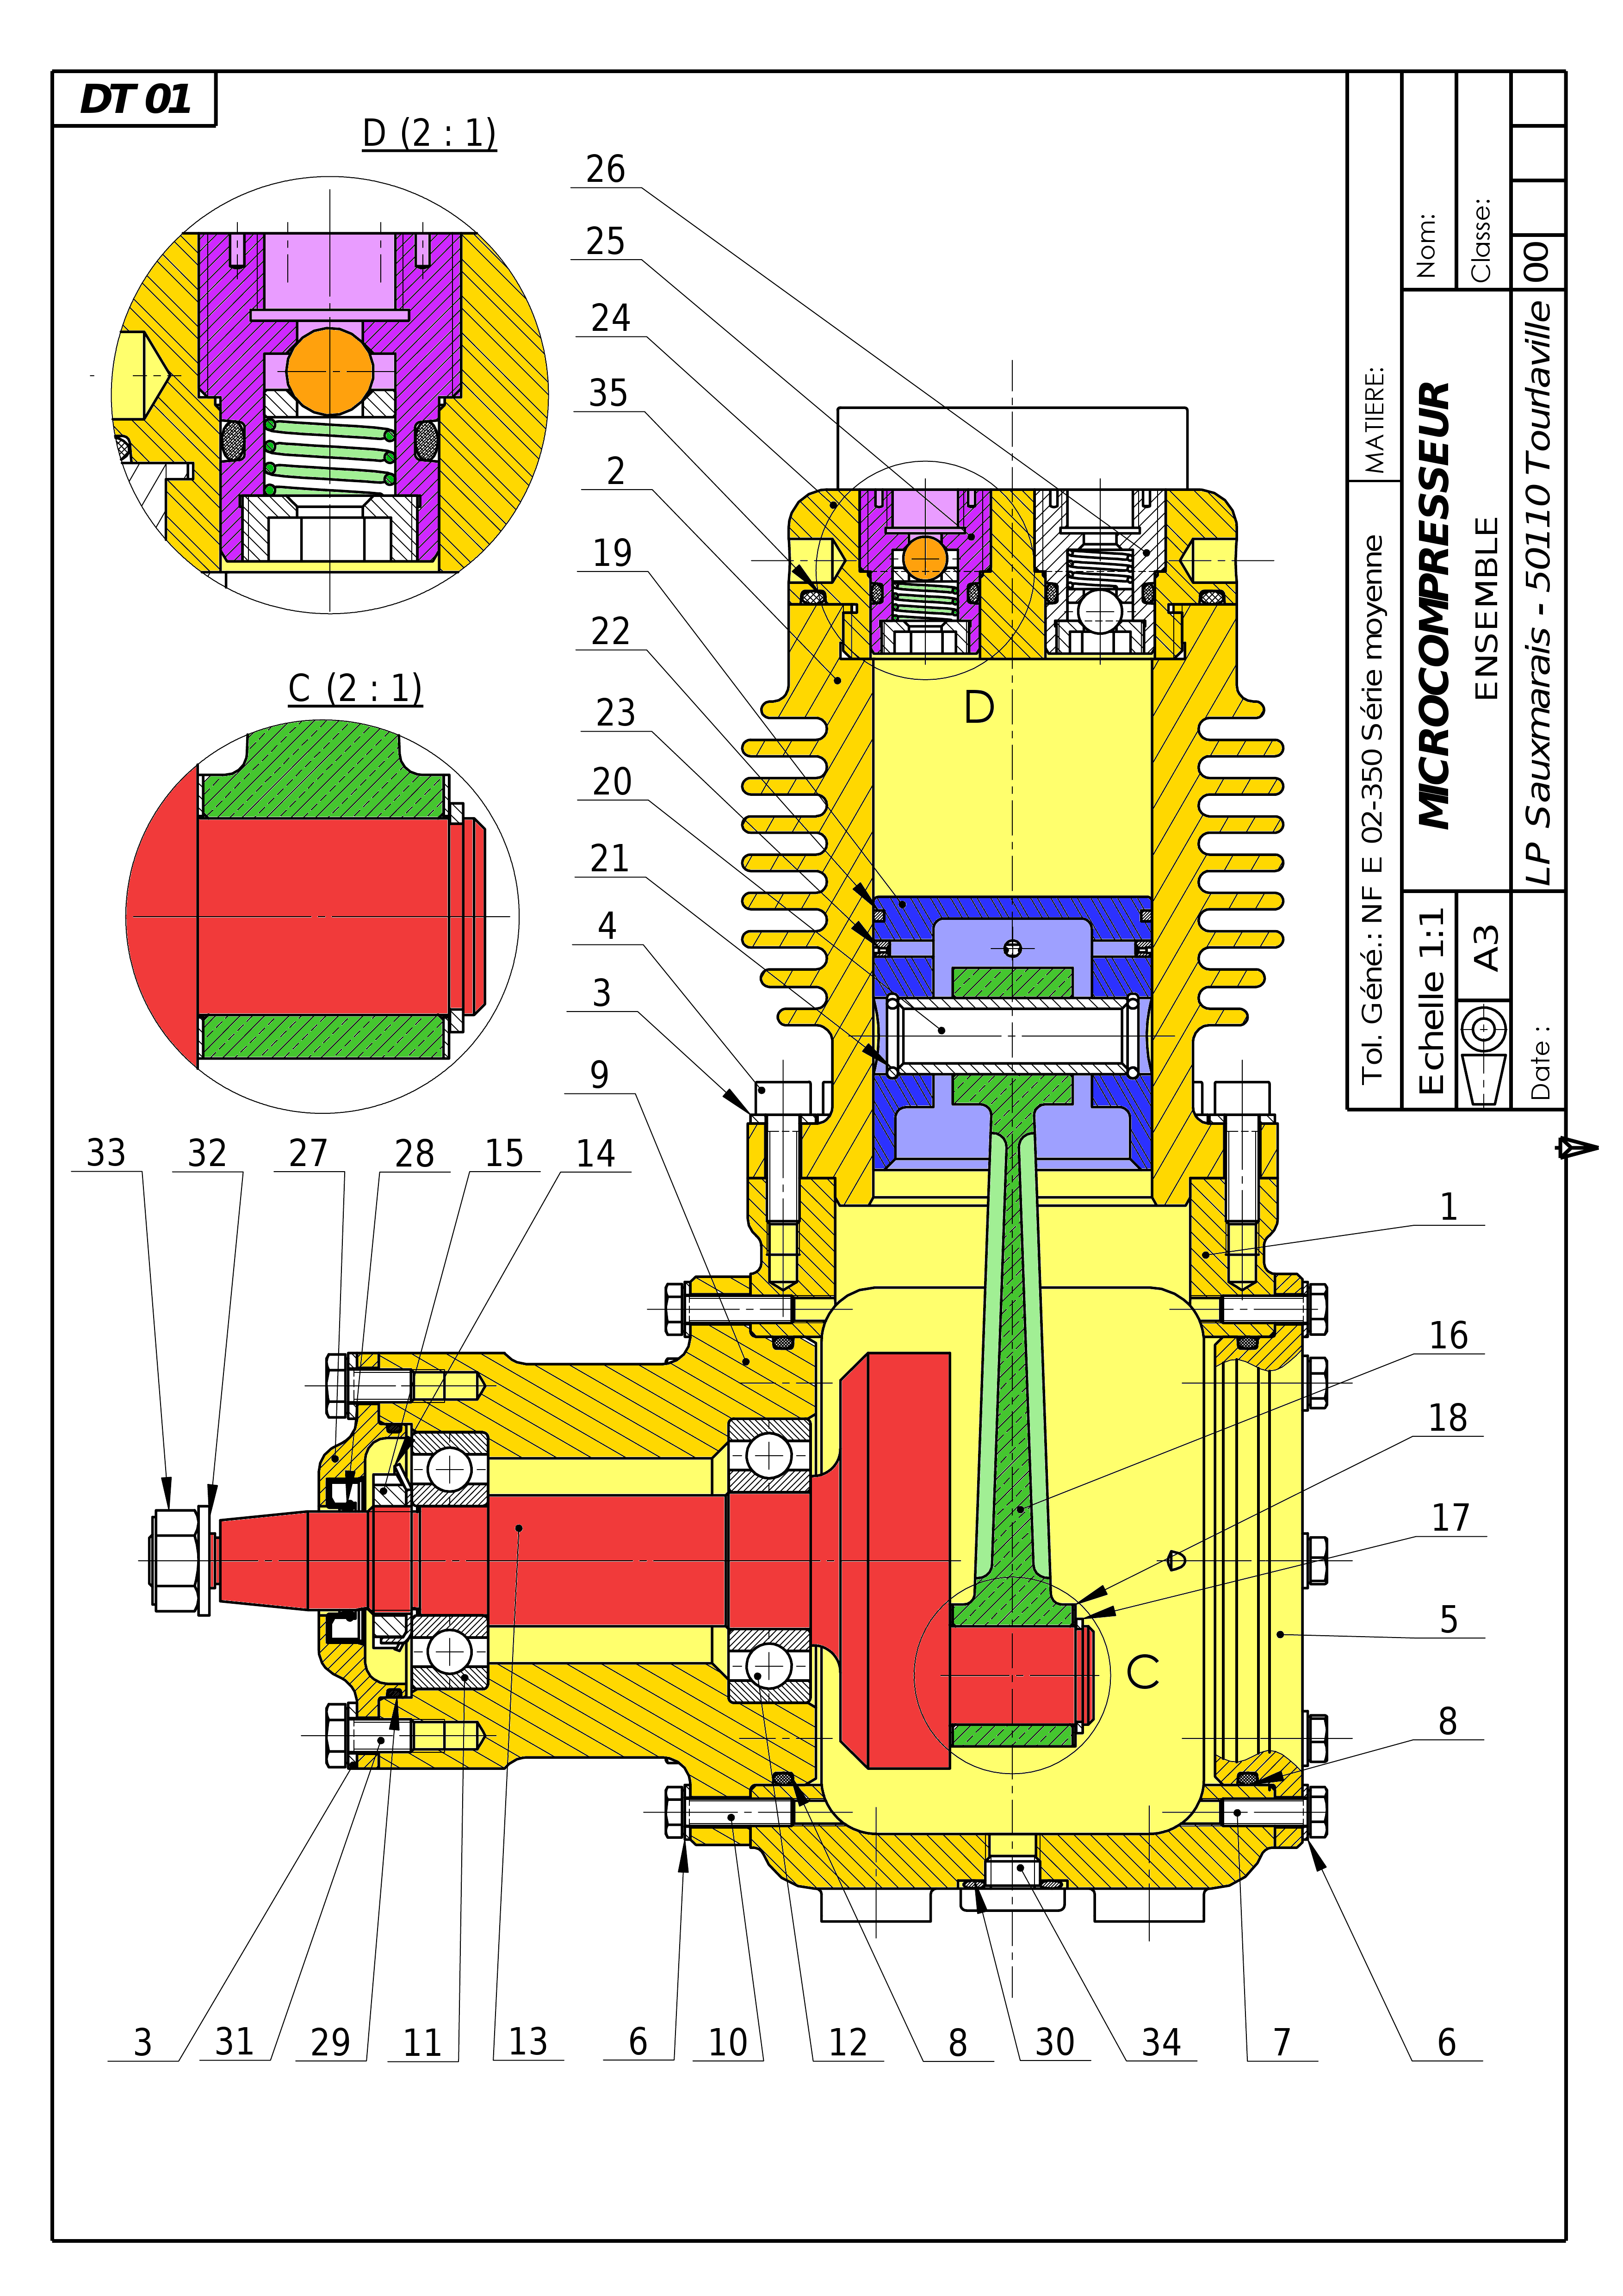 DT 01
D (2 : 1)
26
25
24
35
2
19
22
23
20
21
4
3
9
C (2 : 1)
D
33
32
27
28
15
14
1
16
18
17
5
8
C
3
31
29
11
13
6
10
12
8
30
34
7
6
Tol. Géné.: NF E 02-350 Série moyenne
MATIERE:
Echelle 1:1
MICROCOMPRESSEUR
Nom:
A3
ENSEMBLE
Classe:
Date :
LP Sauxmarais - 50110 Tourlaville
00